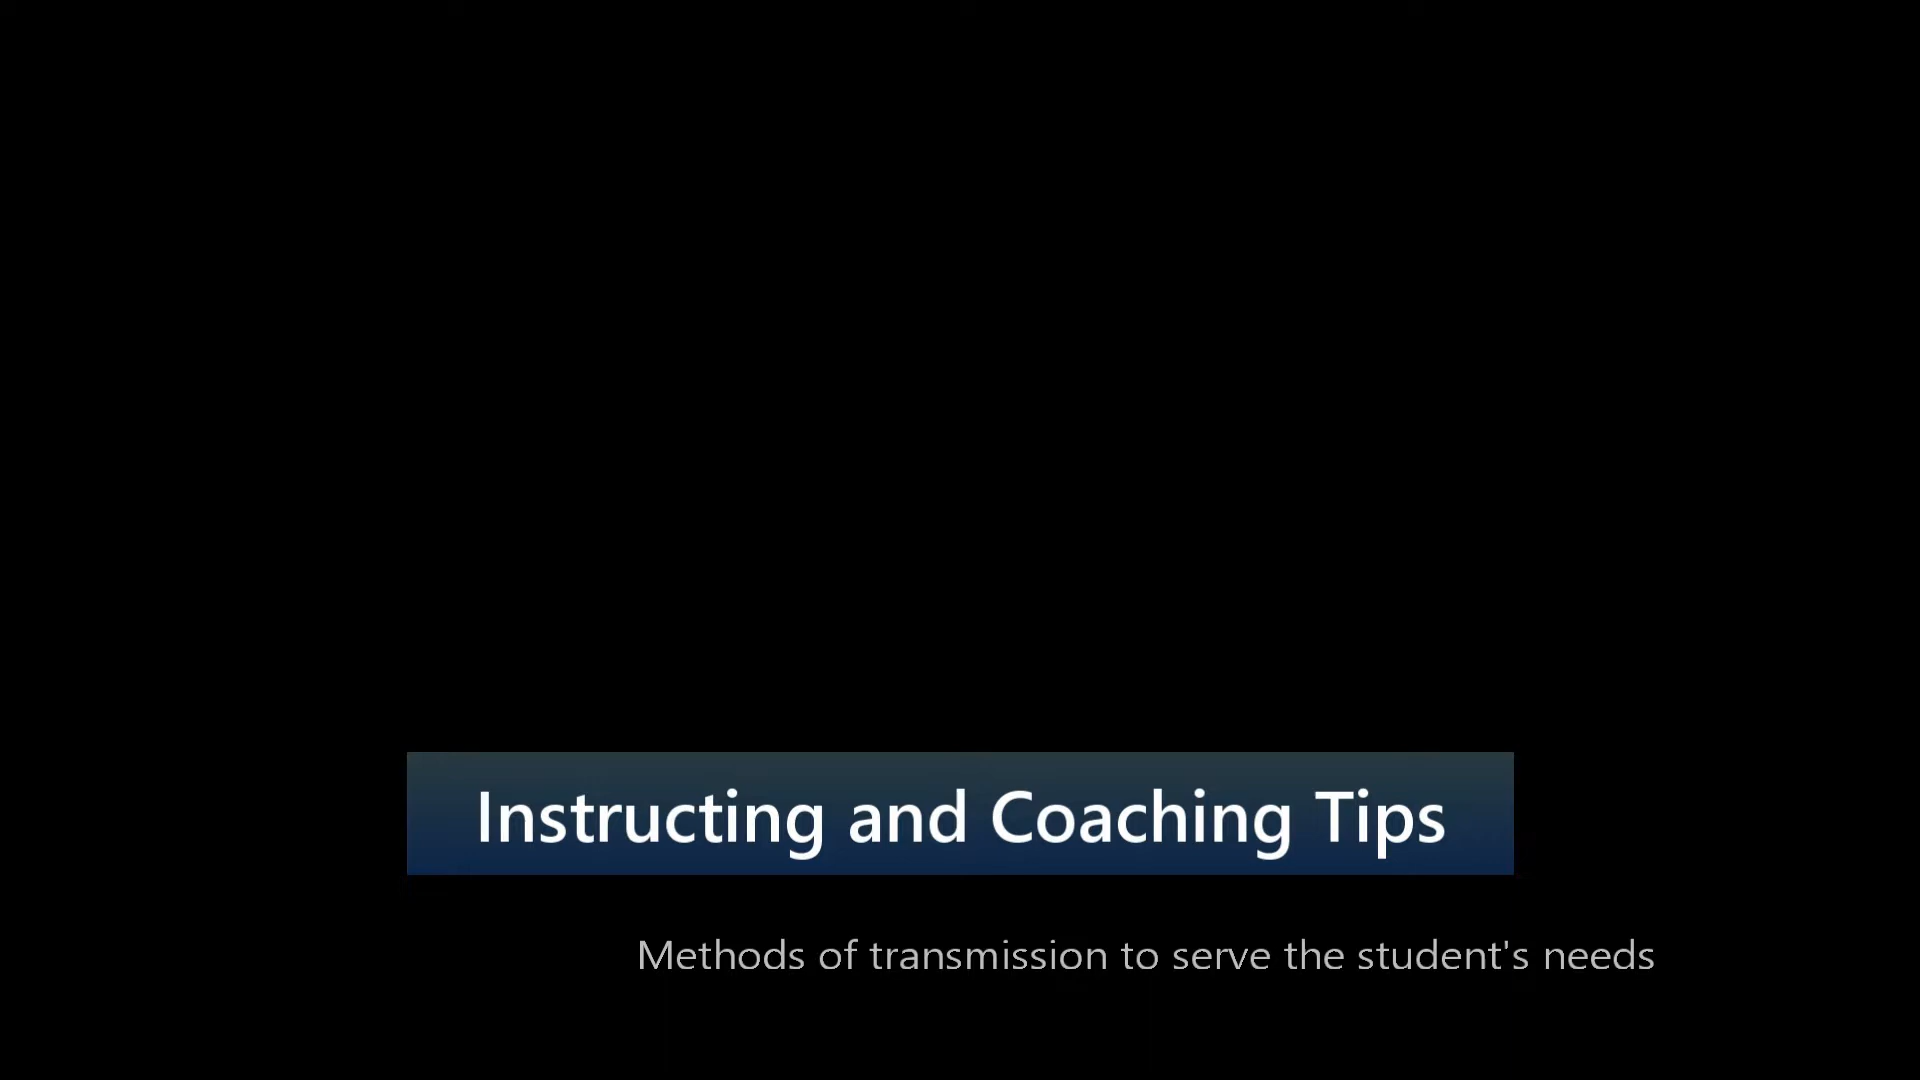 Instructing and Coaching Tips
Methods of transmission to serve the student's needs